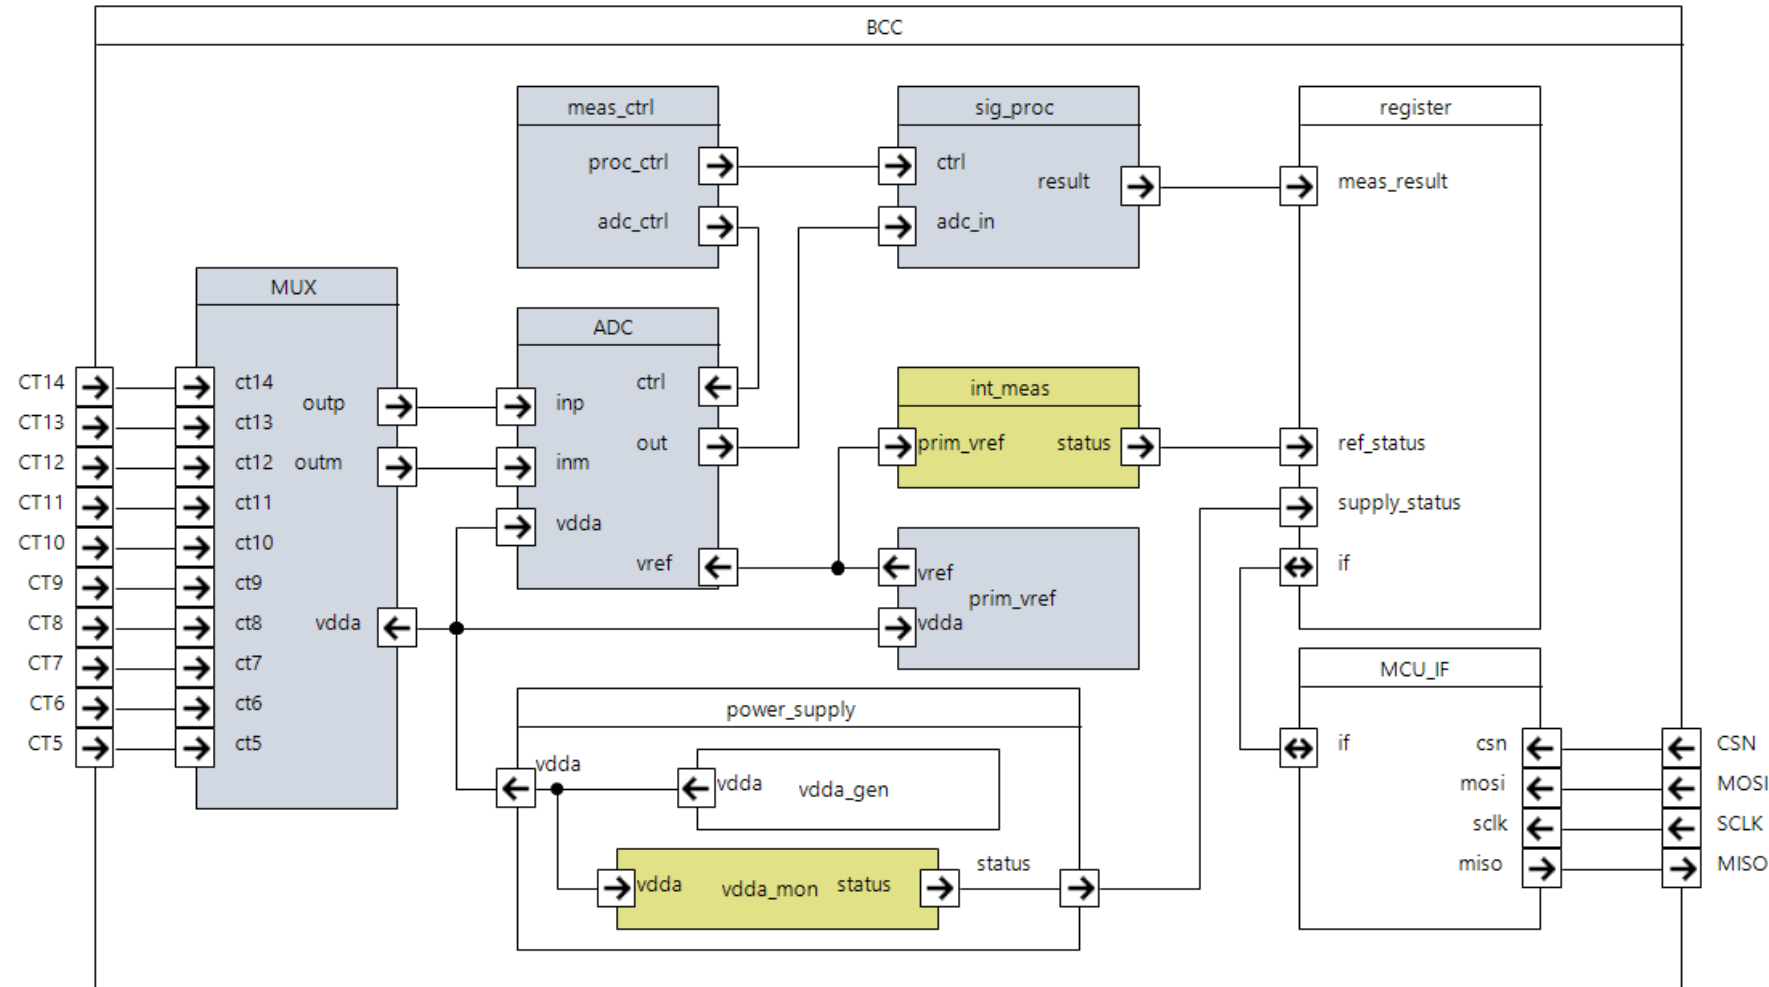 BCC
meas_ctrl
proc_ctrl
adc_ctrl
sig_proc
ctrl
result
adc_in
register
meas_result
ref_status
supply_status
if
MUX
CT14
CT13
CT12
CT11
CT10
CT9
CT8
CT7
CT6
CT5
ct14
ct13
ct12
ct11
ct10
ct9
ct8
ct7
ct6
ct5
outp
outm
vdda
ADC
ctrl
inp
out
inm
vdda
vref
int_meas
prim_vref
status
vref
prim_vref
vdda
power_supply
vdda
vdda
vdda_gen
vdda
vdda_mon
status
status
MCU_IF
if
csn
mosi
sclk
miso
CSN
MOSI
SCLK
MISO